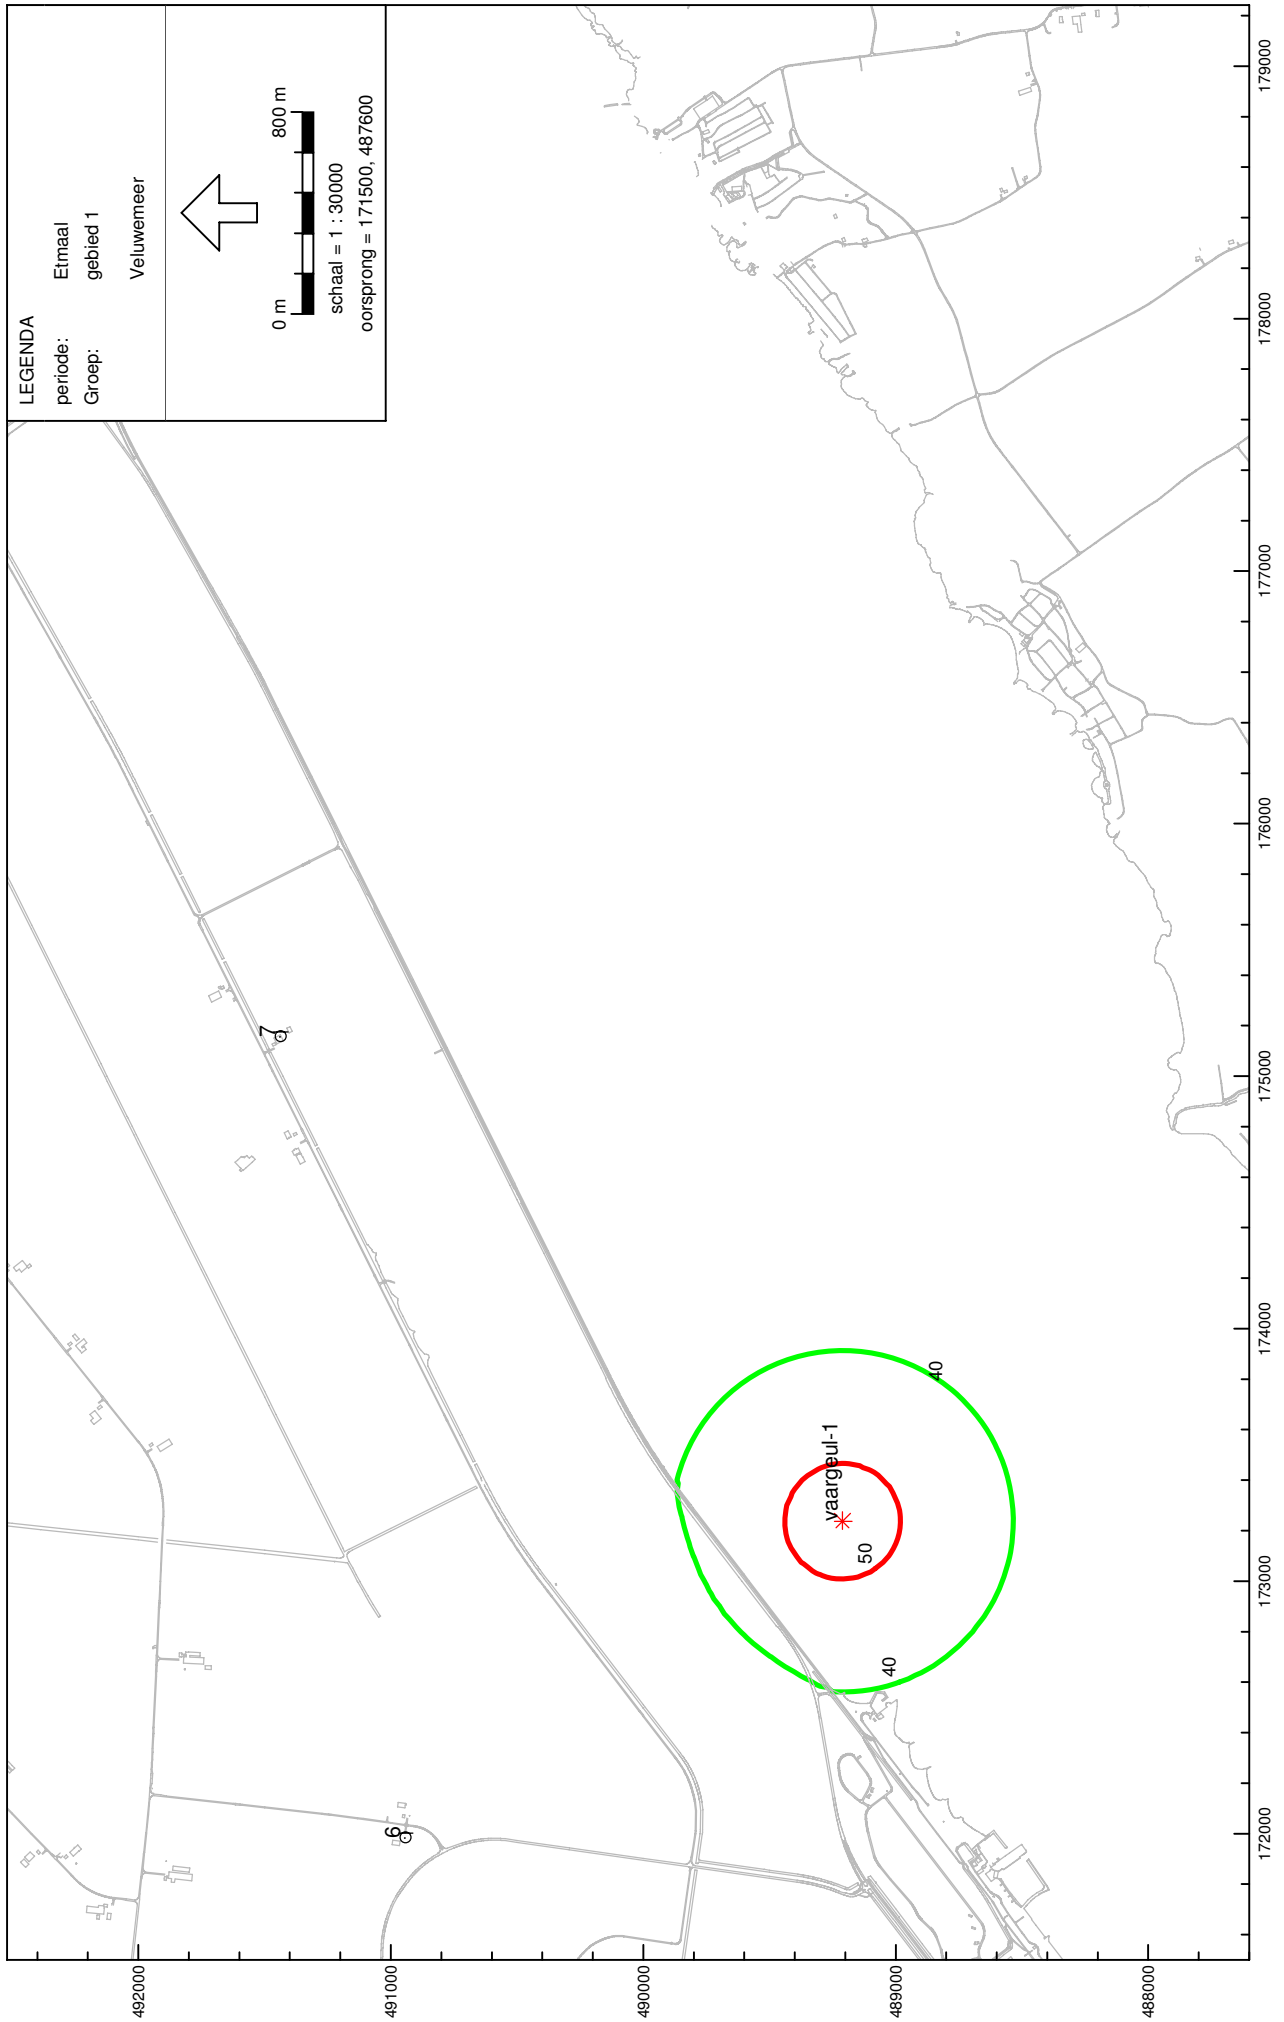 LEGENDA
periode: Etmaal
Groep: gebied 1
Veluwemeer
0 m 800 m
schaal = 1 : 30000
oorsprong = 171500, 487600
7
6
vaargeul-1
50
40
40
492000
491000
490000
489000
488000
172000
173000
174000
175000
176000
177000
178000
179000